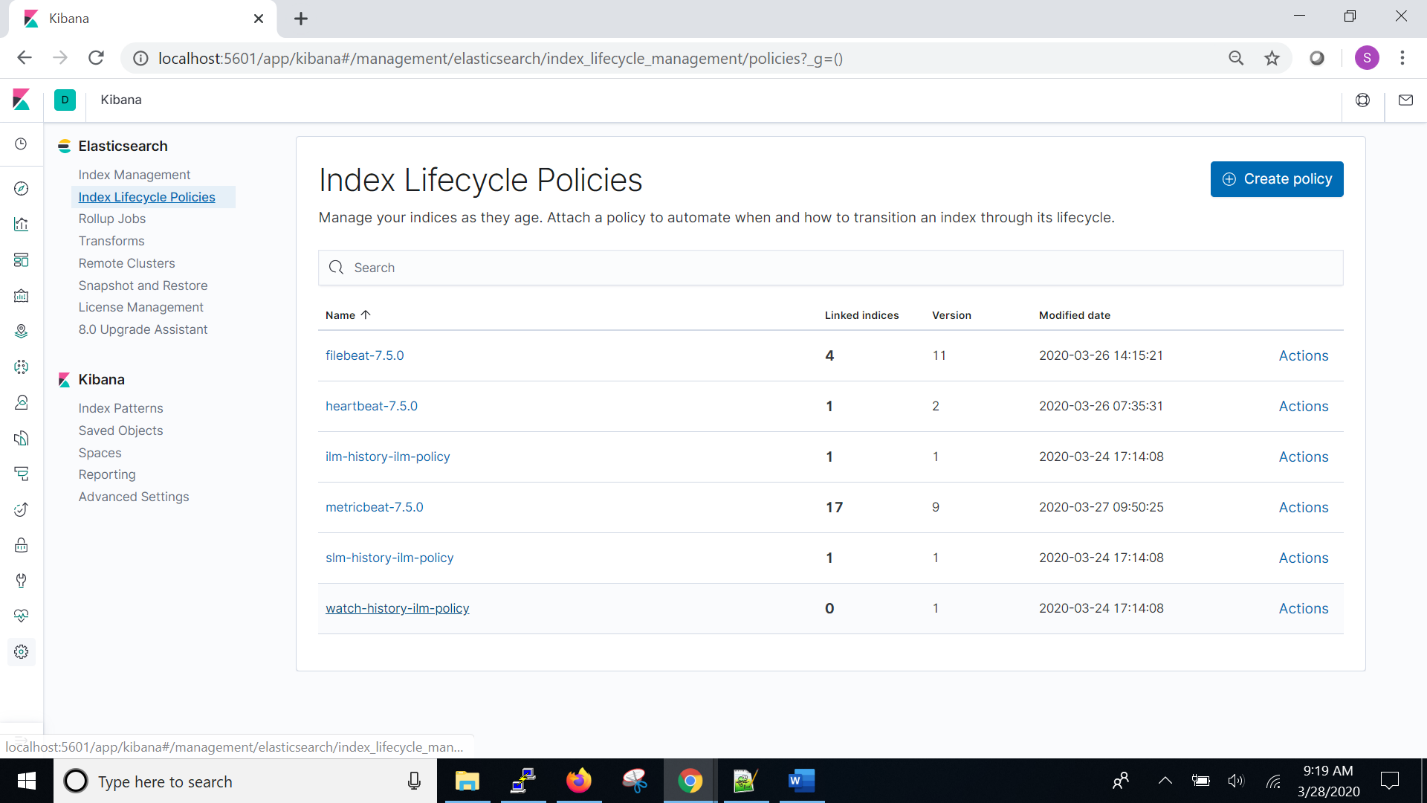 Kibana
localhost:5601/app/kibana#/management/elasticsearch/index_lifecycle_management/policies?_g=()
S
D Kibana
Elasticsearch
Index Management
Index Lifecycle Policies
Rollup Jobs
Transforms
Remote Clusters
Snapshot and Restore
License Management
8.0 Upgrade Assistant
Kibana
Index Patterns
Saved Objects
Spaces
Reporting
Advanced Settings
Index Lifecycle Policies
Create policy
Manage your indices as they age. Attach a policy to automate when and how to transition an index through its lifecycle.
Search
Name Linked indices Version Modified date
filebeat-7.5.0 4 11 2020-03-26 14:15:21 Actions
heartbeat-7.5.0 1 2 2020-03-26 07:35:31 Actions
ilm-history-ilm-policy 1 1 2020-03-24 17:14:08 Actions
metricbeat-7.5.0 17 9 2020-03-27 09:50:25 Actions
slm-history-ilm-policy 1 1 2020-03-24 17:14:08 Actions
watch-history-ilm-policy 0 1 2020-03-24 17:14:08 Actions
localhost:5601/app/kibana#/management/elasticsearch/index_lifecycle_man...
Type here to search
W
9:19 AM
3/28/2020